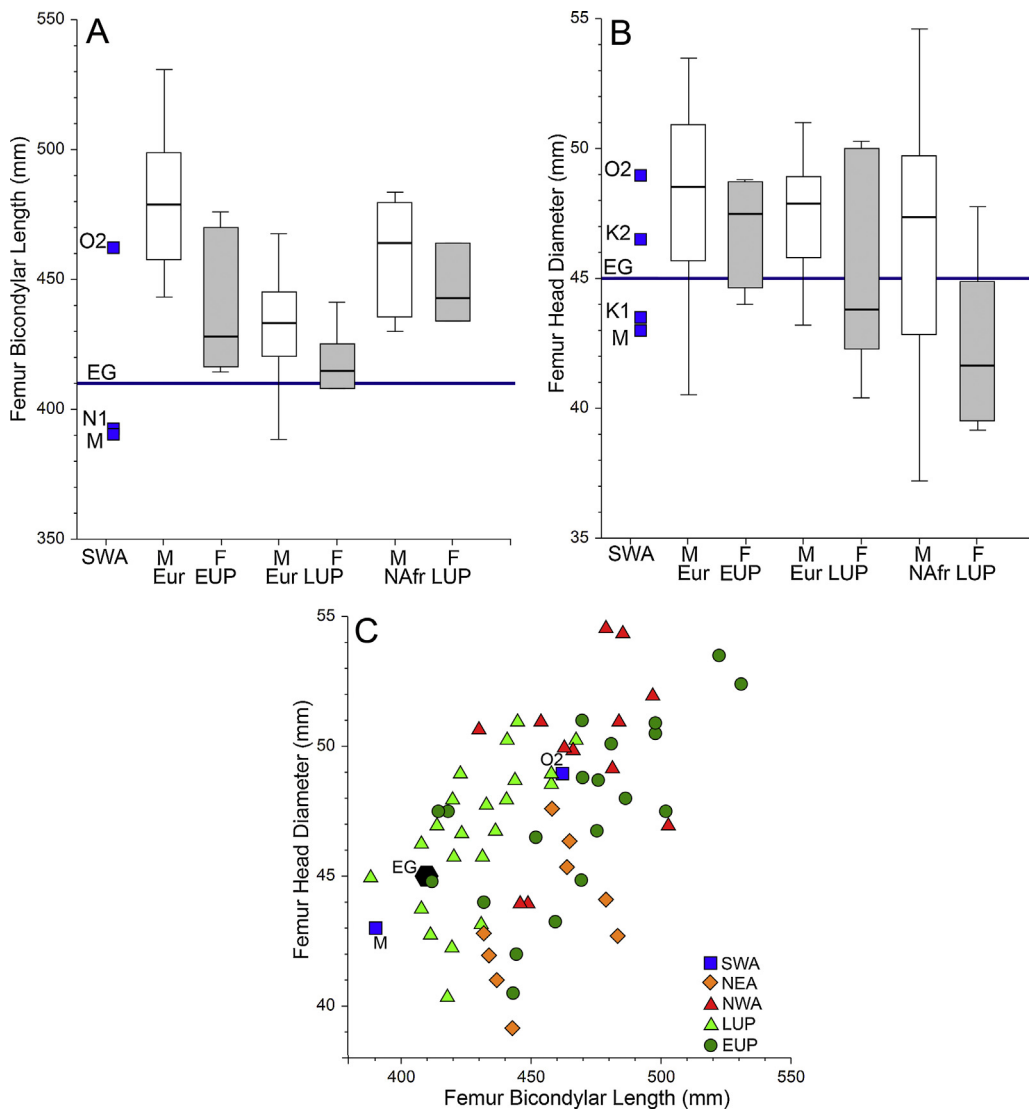 A
Femur Bicondylar Length (mm)
550
500
450
400
350
O2
EG
N1
M
SWA M F M F M F
Eur EUP Eur LUP NAfr LUP
B
Femur Head Diameter (mm)
55
50
45
40
35
O2
K2
EG
K1
M
SWA M F M F M F
Eur EUP Eur LUP NAfr LUP
C
Femur Head Diameter (mm)
55
50
45
40
O2
EG
M
SWA
NEA
NWA
LUP
EUP
400 450 500 550
Femur Bicondylar Length (mm)